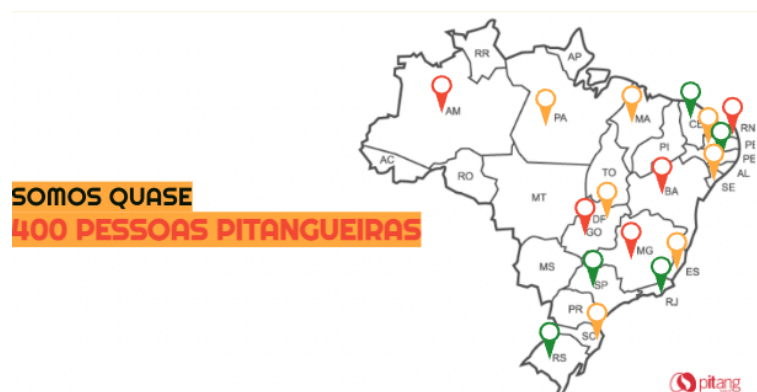 SOMOS QUASE
400 PESSOAS PITANGUEIRAS
RR
AP
AM
PA
MA
CE
RN
PI
PE
AC
RO
TO
AL
SE
MT
BA
DF
GO
MG
MS
ES
SP
RJ
PR
SC
RS
pitang